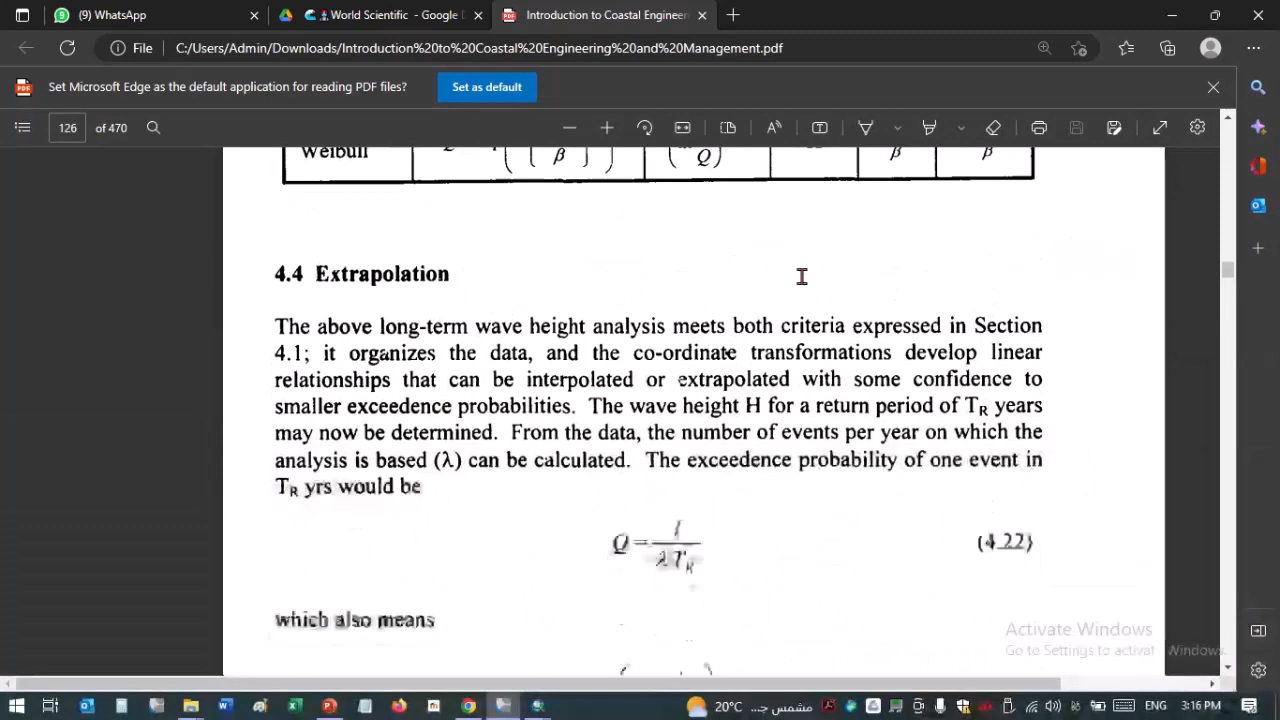 (9) WhatsApp
World Scientific - Google D
Introduction to Coastal Engineer
File
C:/Users/Admin/Downloads/Introduction%20to%20Coastal%20Engineering%20and%20Management.pdf
Set Microsoft Edge as the default application for reading PDF files?
Set as default
126 of 470
Weibull
β
Q
β
β
4.4 Extrapolation
The above long-term wave height analysis meets both criteria expressed in Section
4.1; it organizes the data, and the co-ordinate transformations develop linear
relationships that can be interpolated or extrapolated with some confidence to
smaller exceedence probabilities. The wave height H for a return period of TR years
may now be determined. From the data, the number of events per year on which the
analysis is based (λ) can be calculated. The exceedence probability of one event in
TR yrs would be
Q = 1 / λTR (4.22)
which also means
Activate Windows
Go to Settings to activat Windows.
20°C مشمس جـ... ENG 3:16 PM